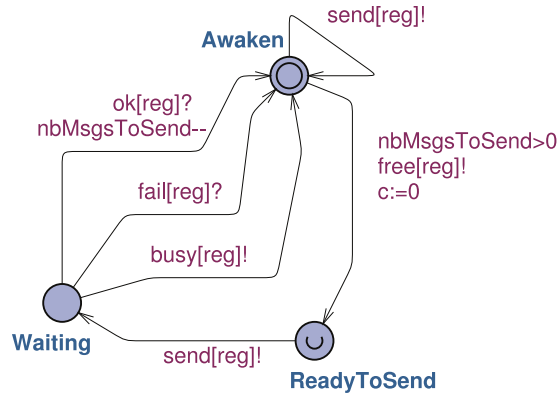 send[reg]!
Awaken
ok[reg]?
nbMsgsToSend--
nbMsgsToSend>0
free[reg]!
c:=0
fail[reg]?
busy[reg]!
Waiting
send[reg]!
ReadyToSend